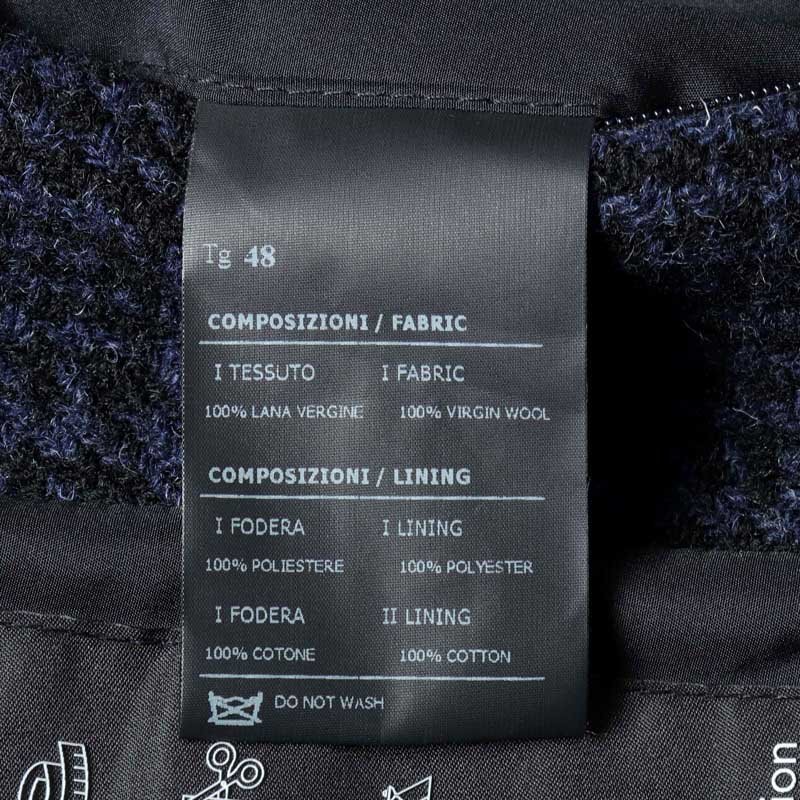 Tg 48
COMPOSIZIONI / FABRIC
I TESSUTO I FABRIC
100% LANA VERGINE 100% VIRGIN WOOL
COMPOSIZIONI / LINING
I FODERA I LINING
100% POLIESTERE 100% POLYESTER
I FODERA II LINING
100% COTONE 100% COTTON
DO NOT WASH